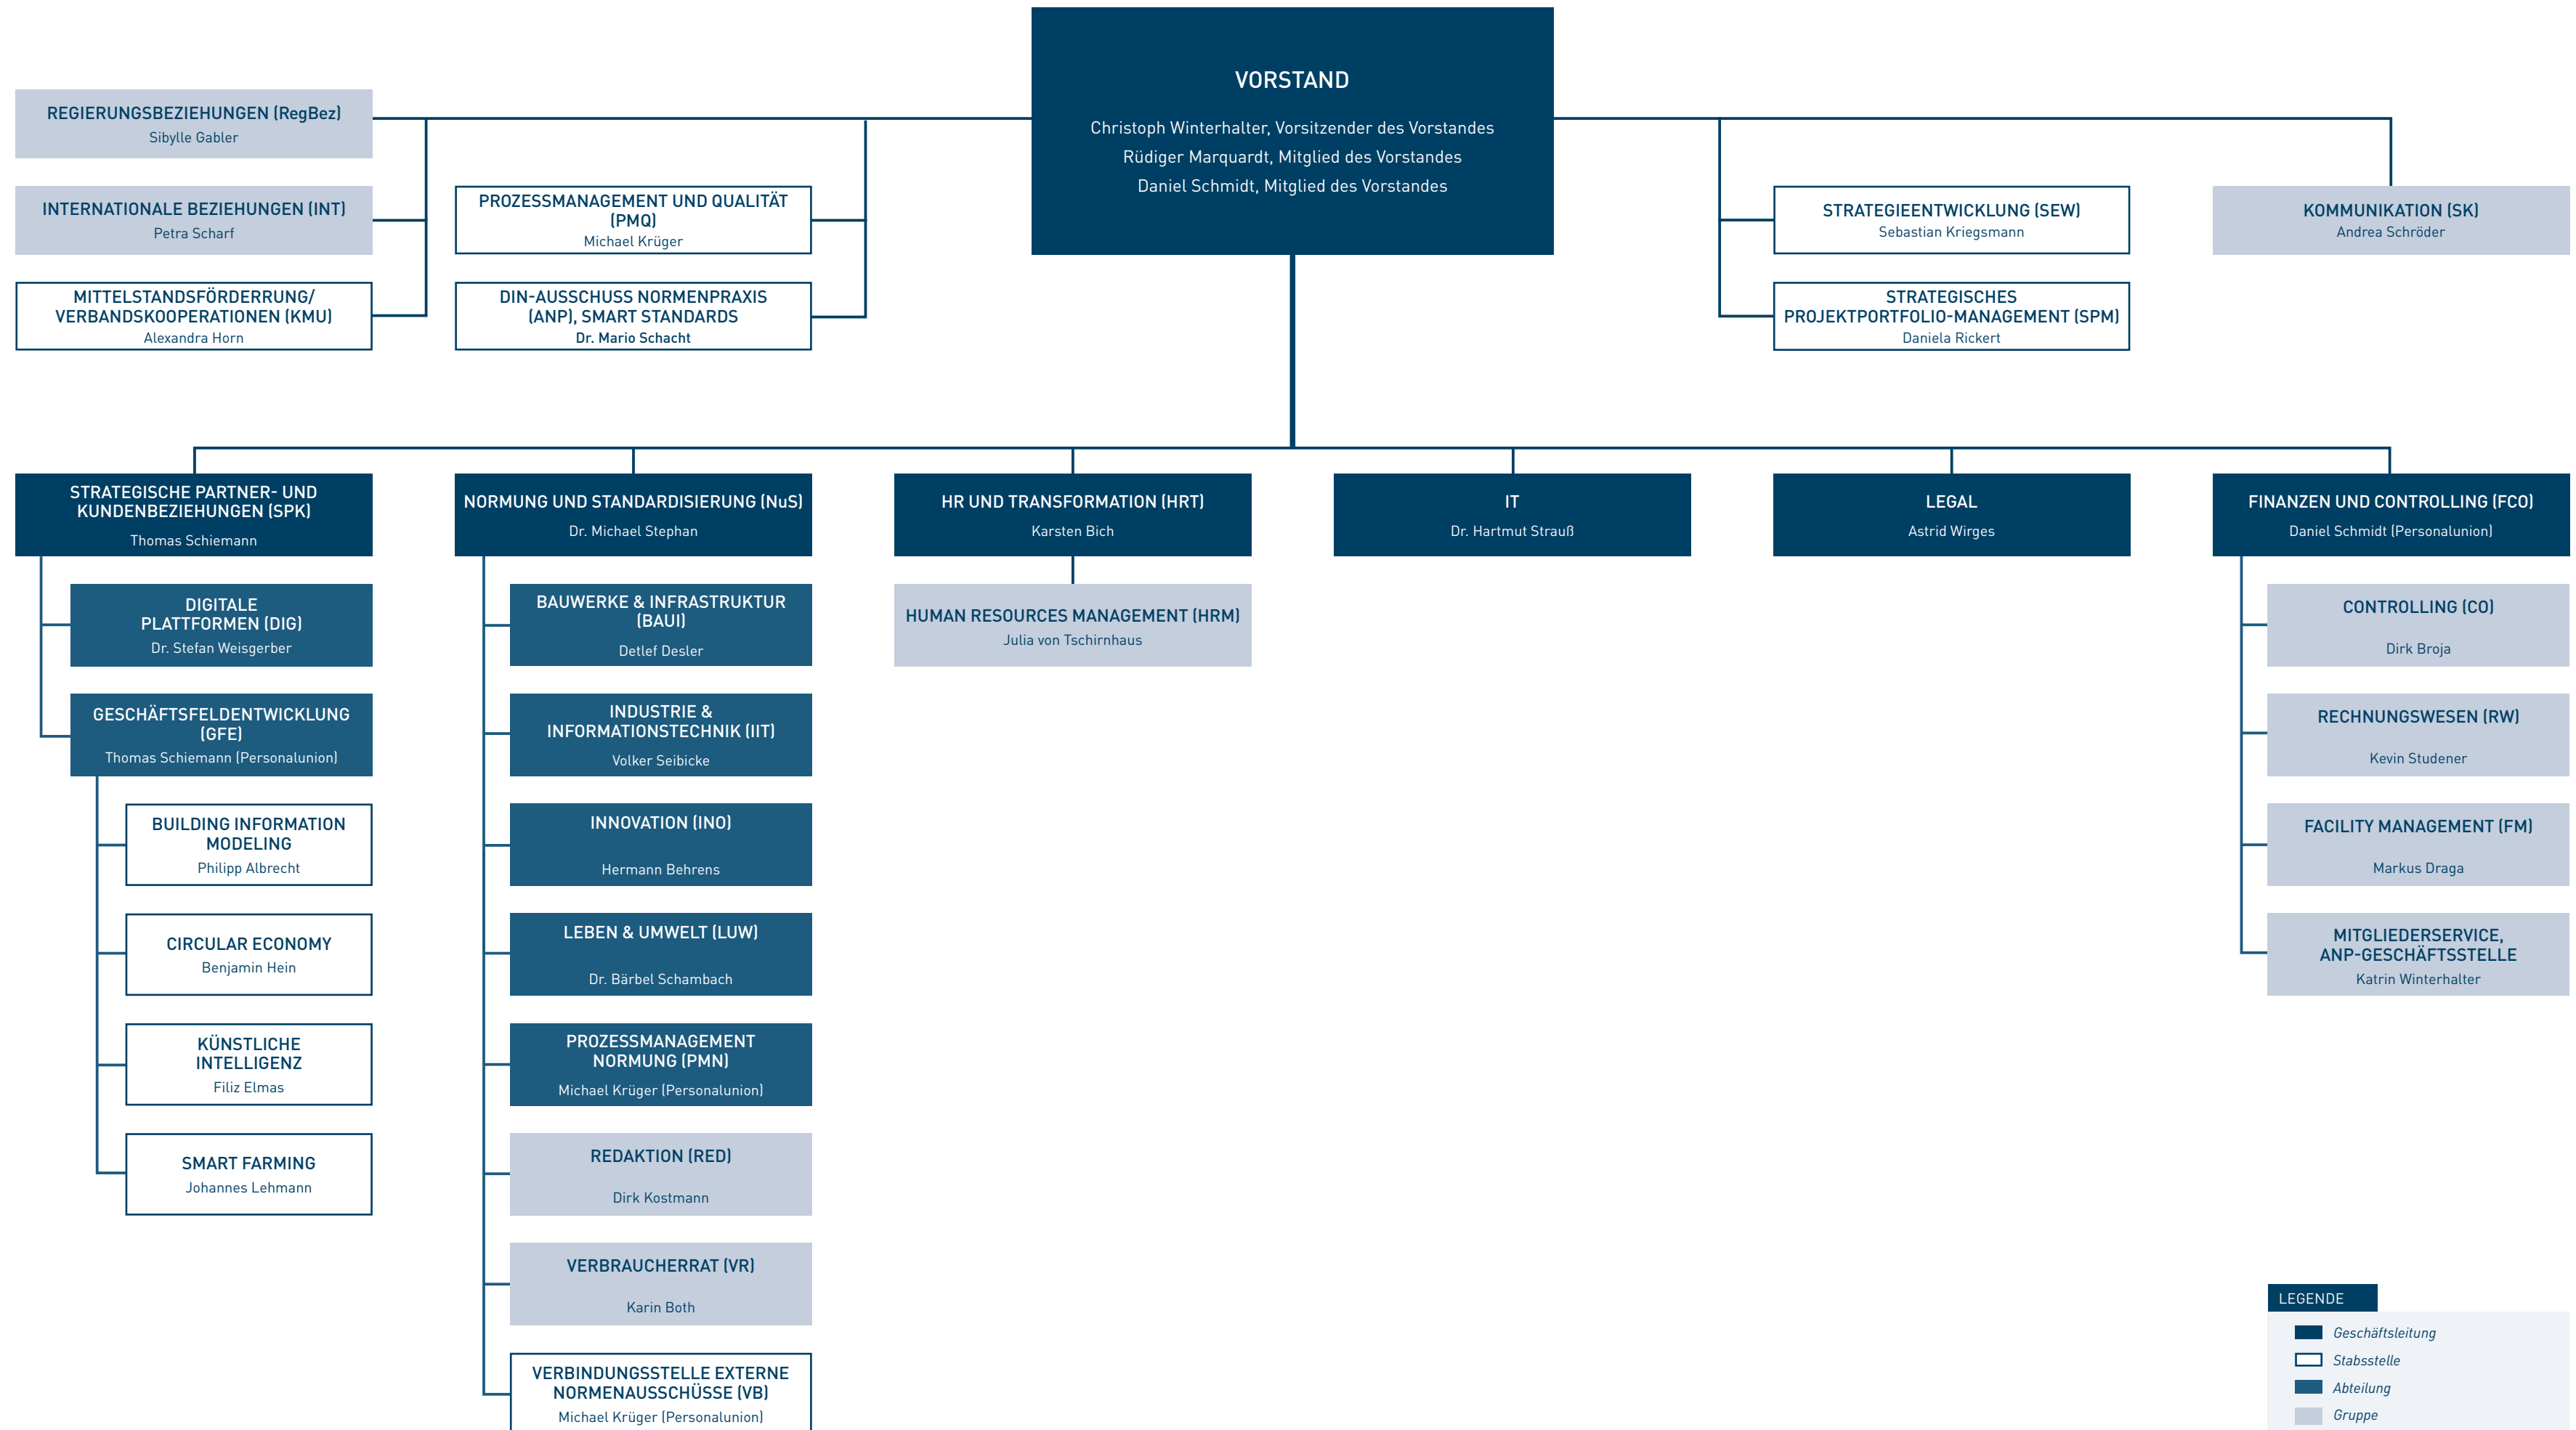 VORSTAND
Christoph Winterhalter, Vorsitzender des Vorstandes
Rüdiger Marquardt, Mitglied des Vorstandes
Daniel Schmidt, Mitglied des Vorstandes
REGIERUNGSBEZIEHUNGEN (RegBez)
Sibylle Gabler
INTERNATIONALE BEZIEHUNGEN (INT)
Petra Scharf
MITTELSTANDSFÖRDERRUNG/
VERBANDSKOOPERATIONEN (KMU)
Alexandra Horn
PROZESSMANAGEMENT UND QUALITÄT
(PMQ)
Michael Krüger
DIN-AUSSCHUSS NORMENPRAXIS
(ANP), SMART STANDARDS
Dr. Mario Schacht
STRATEGIEENTWICKLUNG (SEW)
Sebastian Kriegsmann
STRATEGISCHES
PROJEKTPORTFOLIO-MANAGEMENT (SPM)
Daniela Rickert
KOMMUNIKATION (SK)
Andrea Schröder
STRATEGISCHE PARTNER- UND
KUNDENBEZIEHUNGEN (SPK)
Thomas Schiemann
DIGITALE
PLATTFORMEN (DIG)
Dr. Stefan Weisgerber
GESCHÄFTSFELDENTWICKLUNG
(GFE)
Thomas Schiemann (Personalunion)
BUILDING INFORMATION
MODELING
Philipp Albrecht
CIRCULAR ECONOMY
Benjamin Hein
KÜNSTLICHE
INTELLIGENZ
Filiz Elmas
SMART FARMING
Johannes Lehmann
NORMUNG UND STANDARDISIERUNG (NuS)
Dr. Michael Stephan
BAUWERKE & INFRASTRUKTUR
(BAUI)
Detlef Desler
INDUSTRIE &
INFORMATIONSTECHNIK (IIT)
Volker Seibicke
INNOVATION (INO)
Hermann Behrens
LEBEN & UMWELT (LUW)
Dr. Bärbel Schambach
PROZESSMANAGEMENT
NORMUNG (PMN)
Michael Krüger (Personalunion)
REDAKTION (RED)
Dirk Kostmann
VERBRAUCHERRAT (VR)
Karin Both
VERBINDUNGSSTELLE EXTERNE
NORMENAUSSCHÜSSE (VB)
Michael Krüger (Personalunion)
HR UND TRANSFORMATION (HRT)
Karsten Bich
HUMAN RESOURCES MANAGEMENT (HRM)
Julia von Tschirnhaus
IT
Dr. Hartmut Strauß
LEGAL
Astrid Wirges
FINANZEN UND CONTROLLING (FCO)
Daniel Schmidt (Personalunion)
CONTROLLING (CO)
Dirk Broja
RECHNUNGSWESEN (RW)
Kevin Studener
FACILITY MANAGEMENT (FM)
Markus Draga
MITGLIEDERSERVICE,
ANP-GESCHÄFTSSTELLE
Katrin Winterhalter
LEGENDE
Geschäftsleitung
Stabsstelle
Abteilung
Gruppe